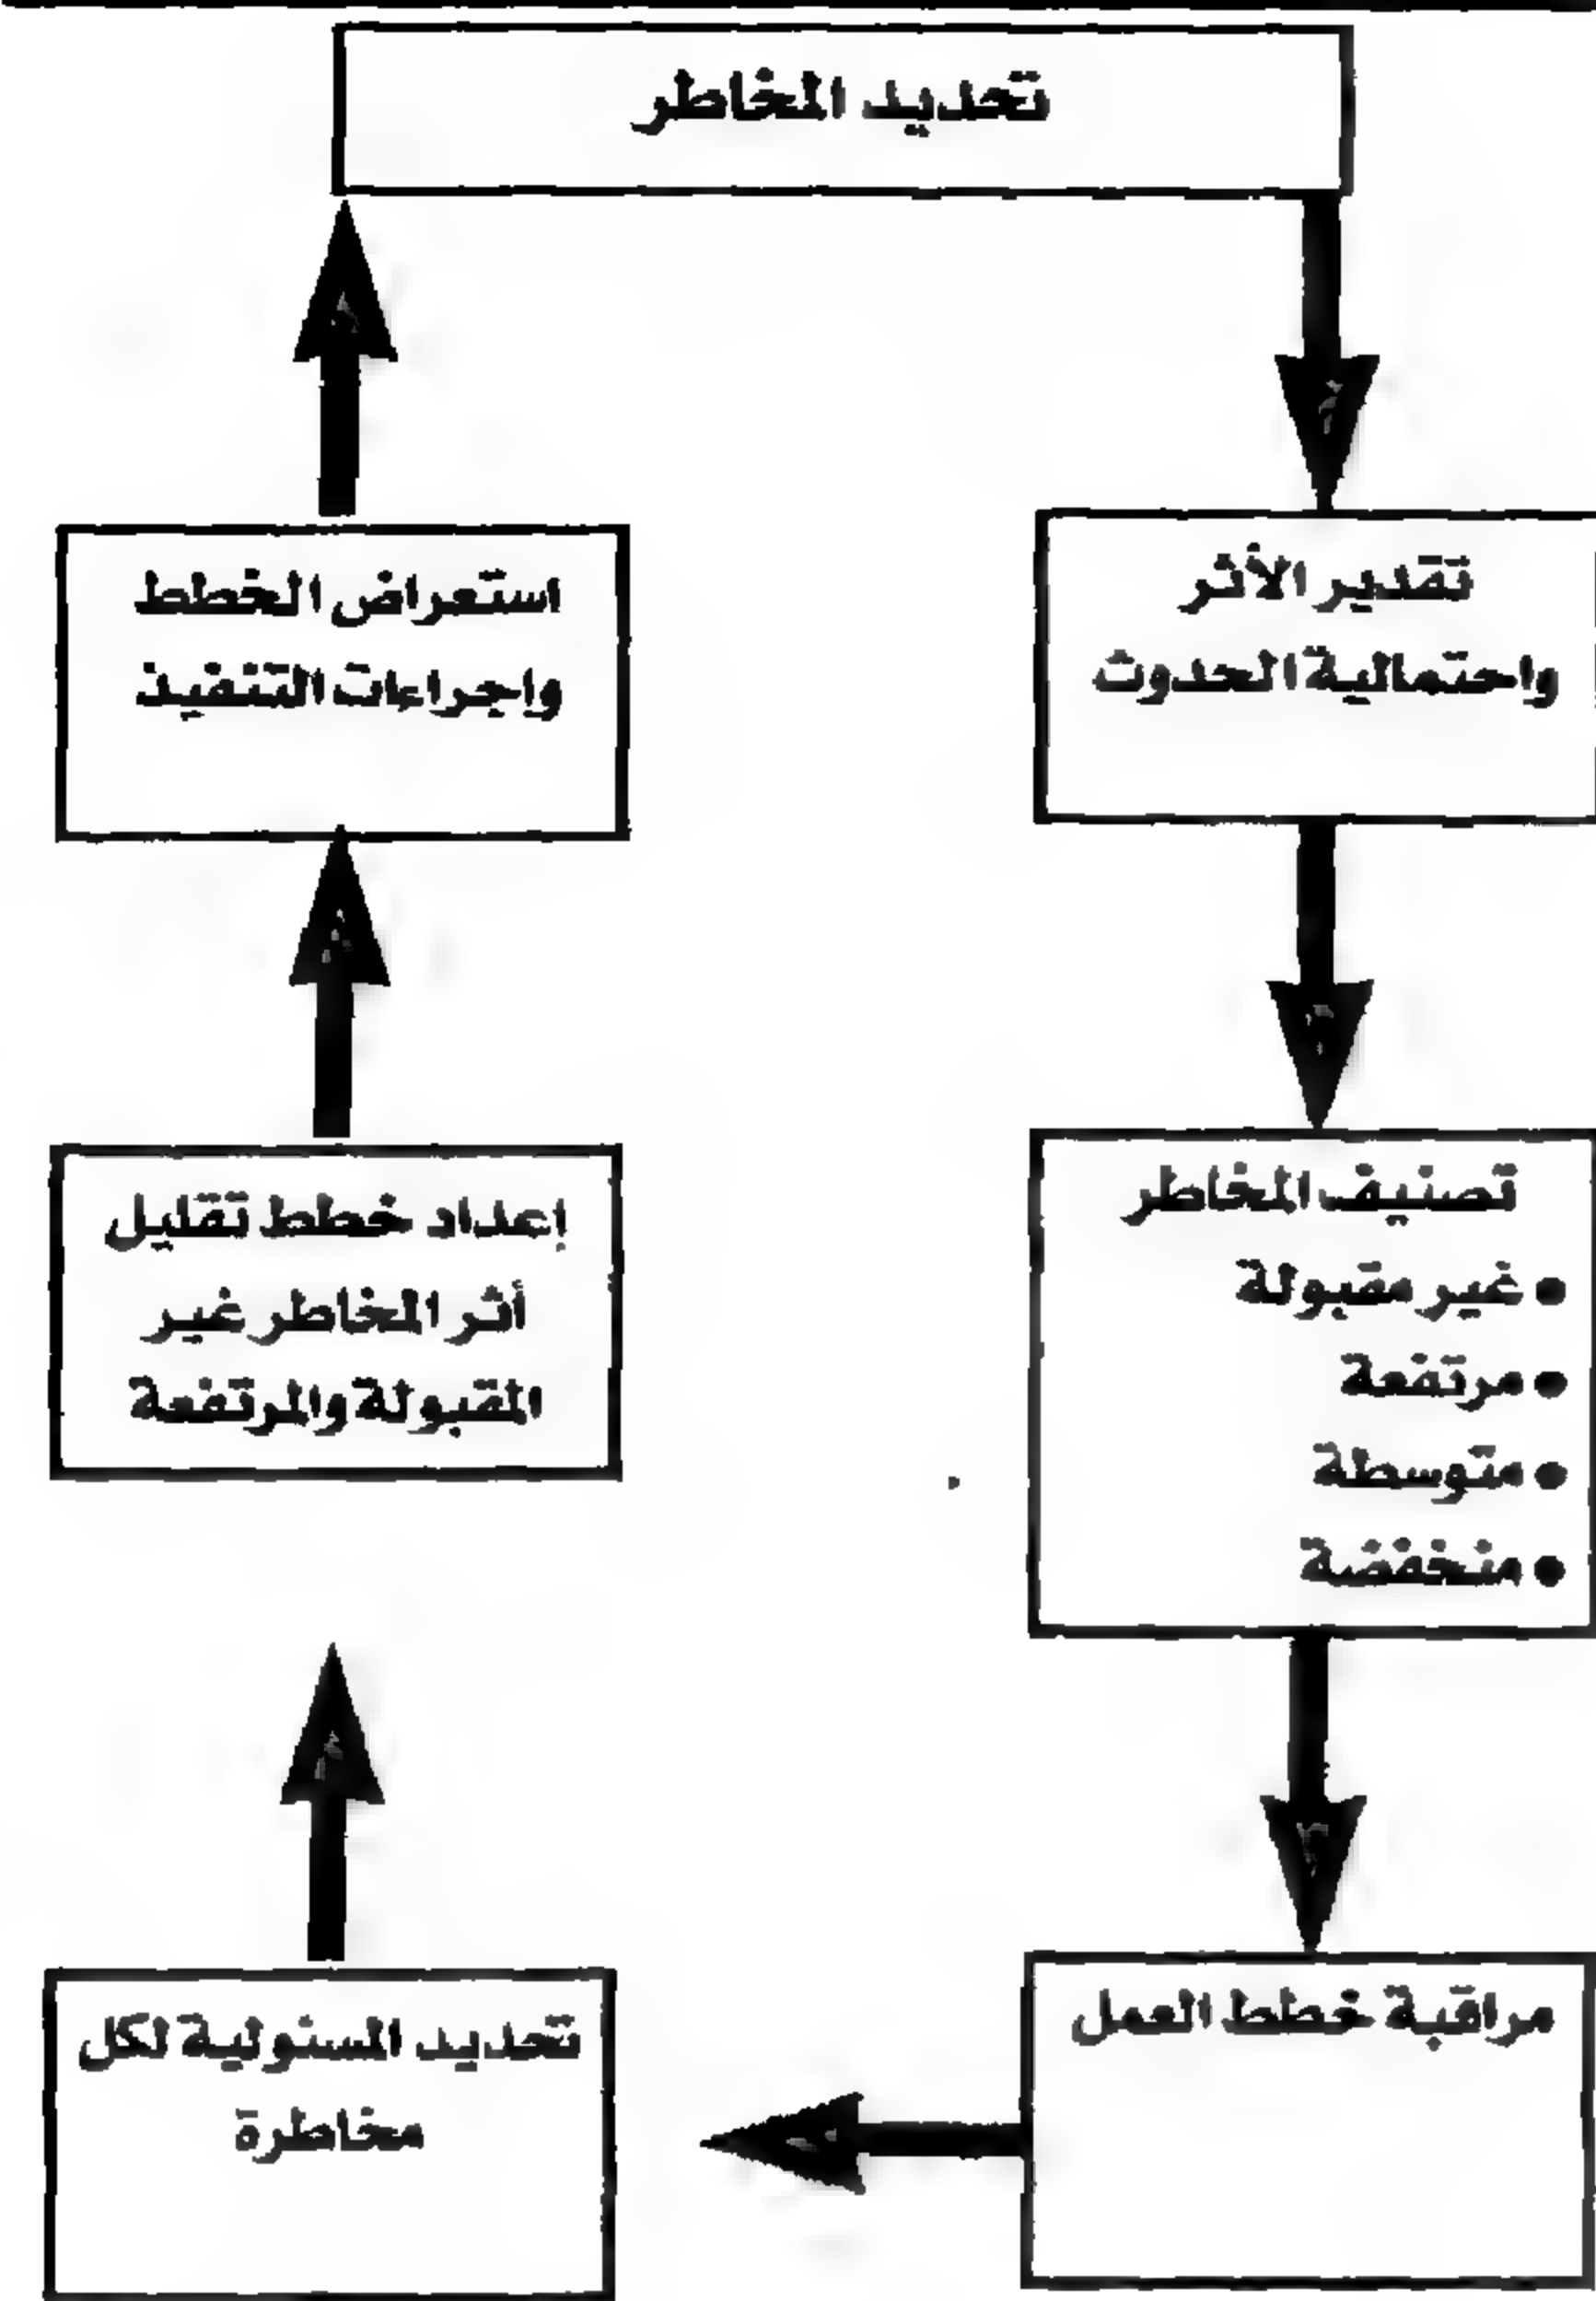 تحديد المخاطر
تقدير الأثر
واحتمالية الحدوث
تصنيف المخاطر
• غير مقبولة
• مرتفعة
• متوسطة
• منخفضة
مراقبة خطط العمل
تحديد المسئولية لكل
مخاطرة
إعداد خطط تقليل
أثر المخاطر غير
المقبولة والمرتفعة
استعراض الخطط
واجراءات التنفيذ